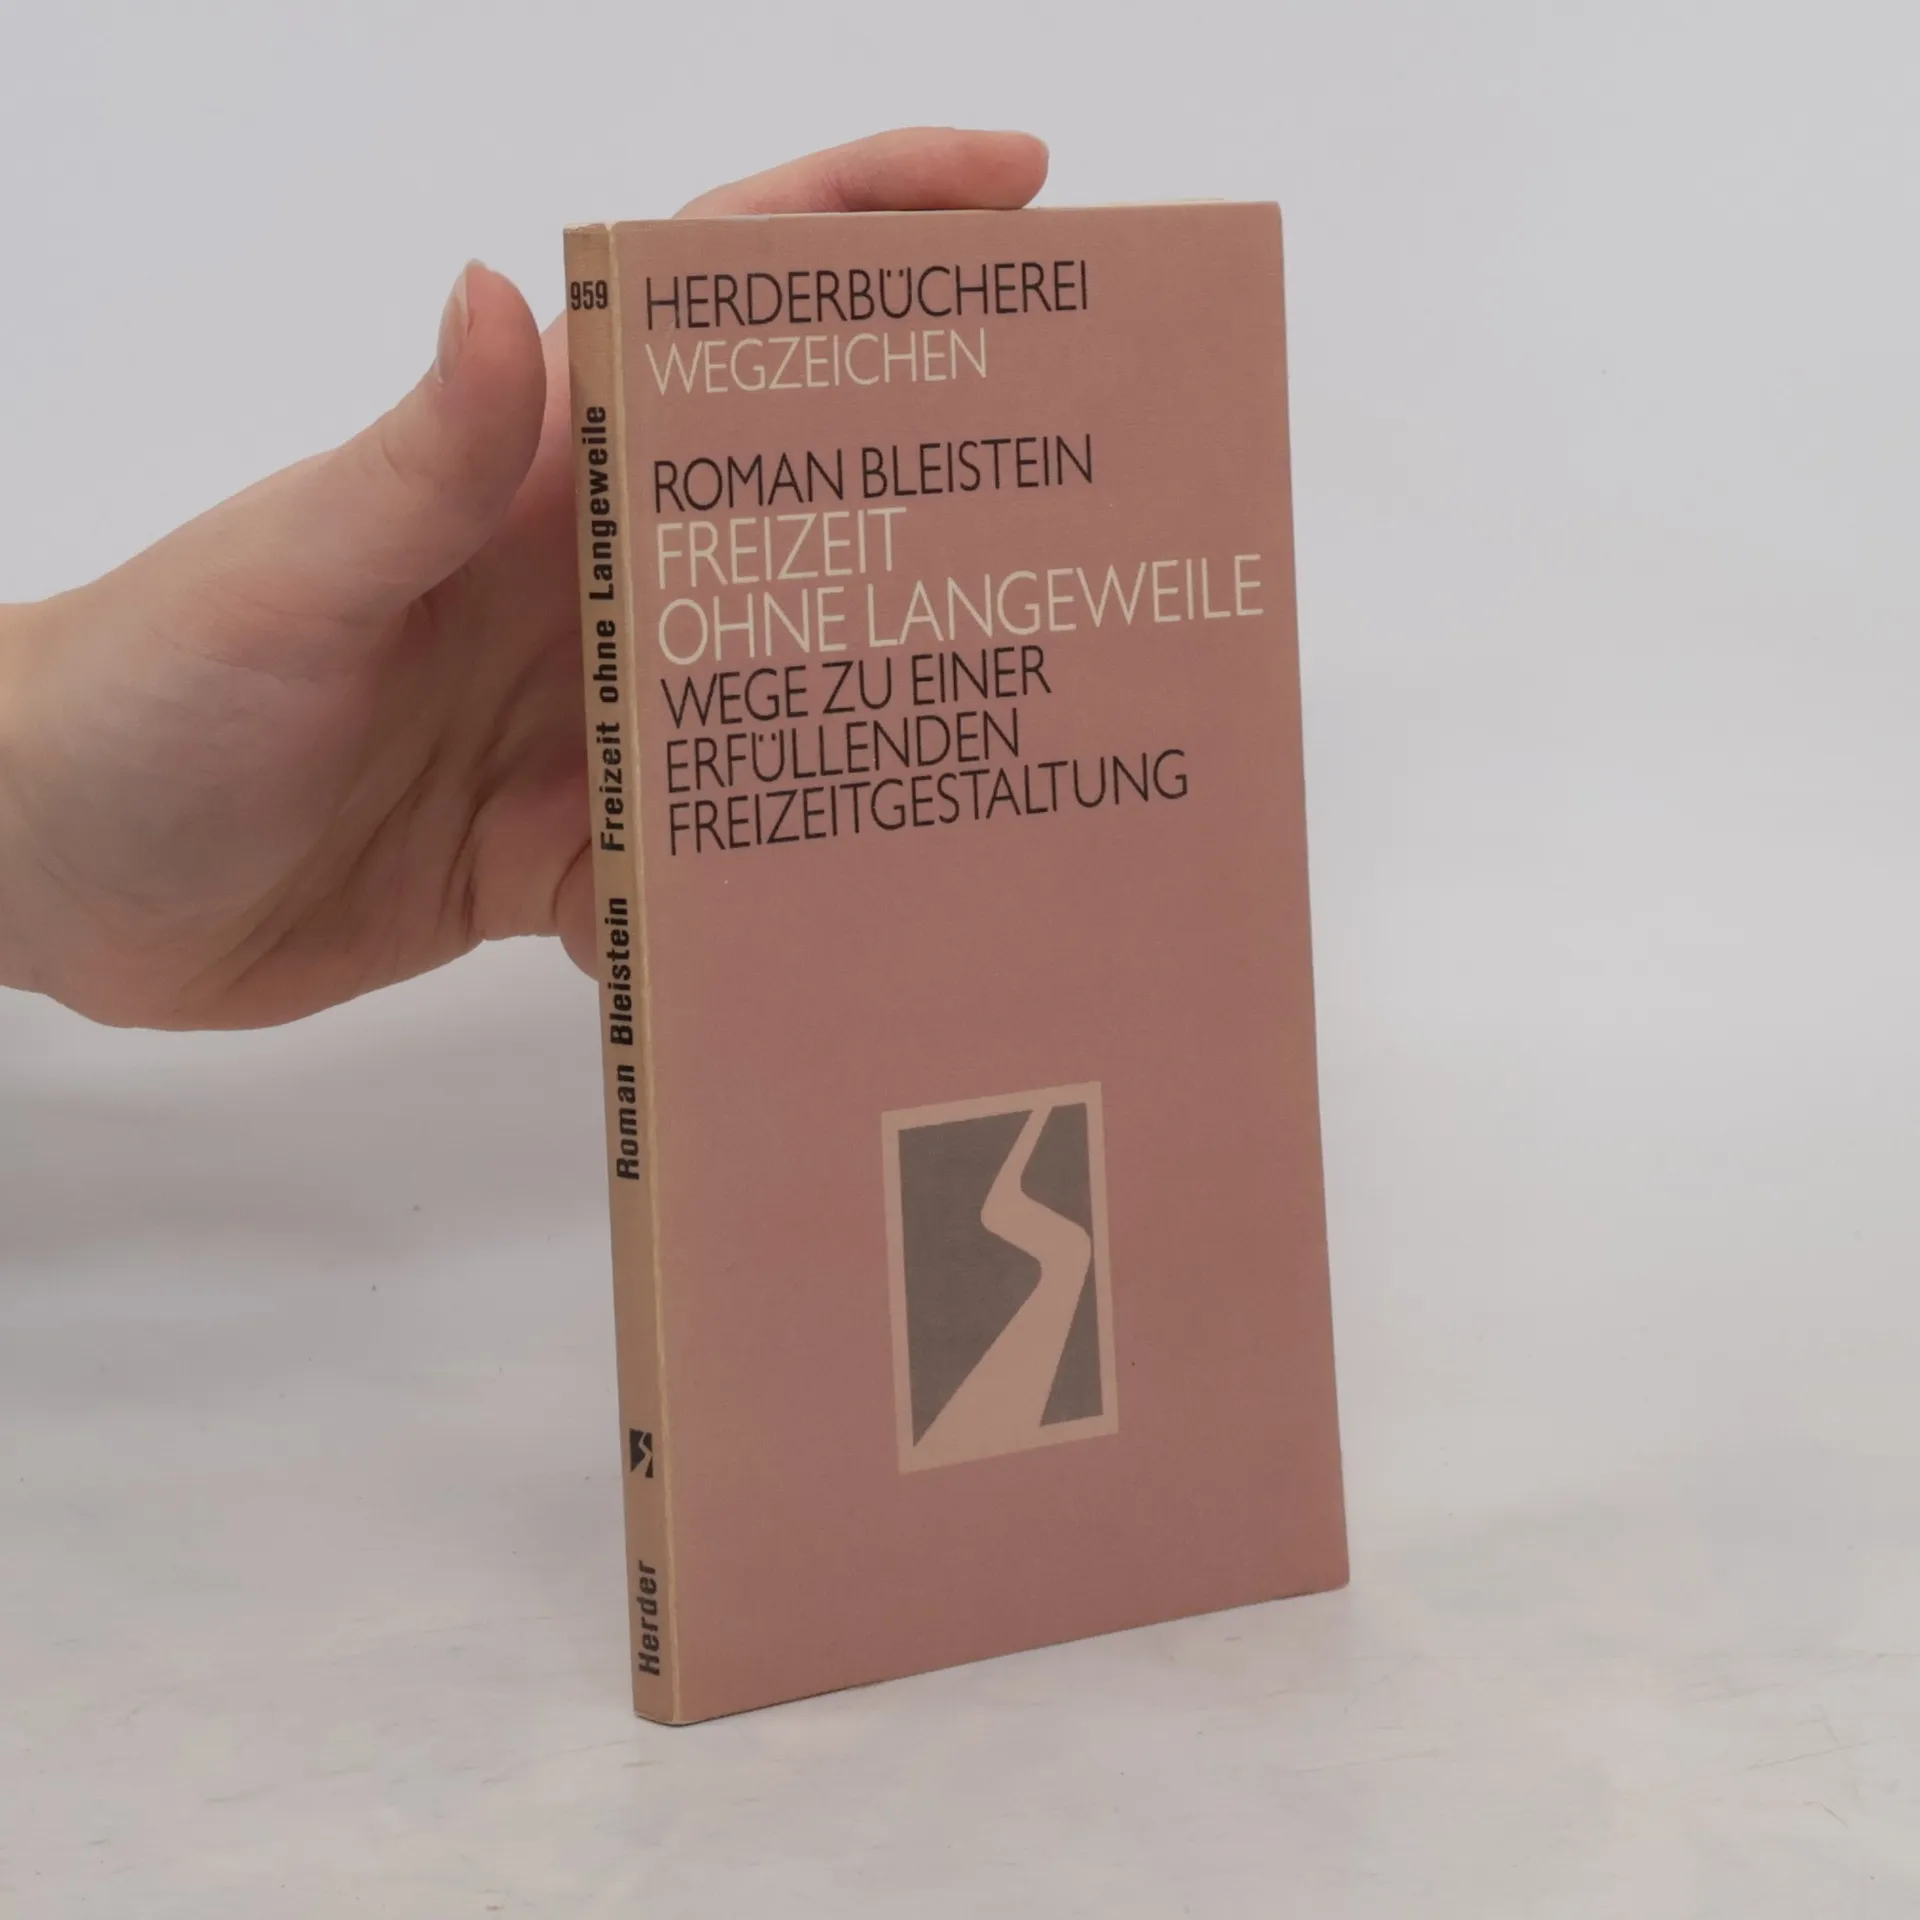 959
Roman Bleistein Freizeit ohne Langeweile
Herder
HERDERBÜCHEREI
WEGZEICHEN
ROMAN BLEISTEIN
FREIZEIT
OHNE LANGEWEILE
WEGE ZU EINER
ERFÜLLENDEN
FREIZEITGESTALTUNG